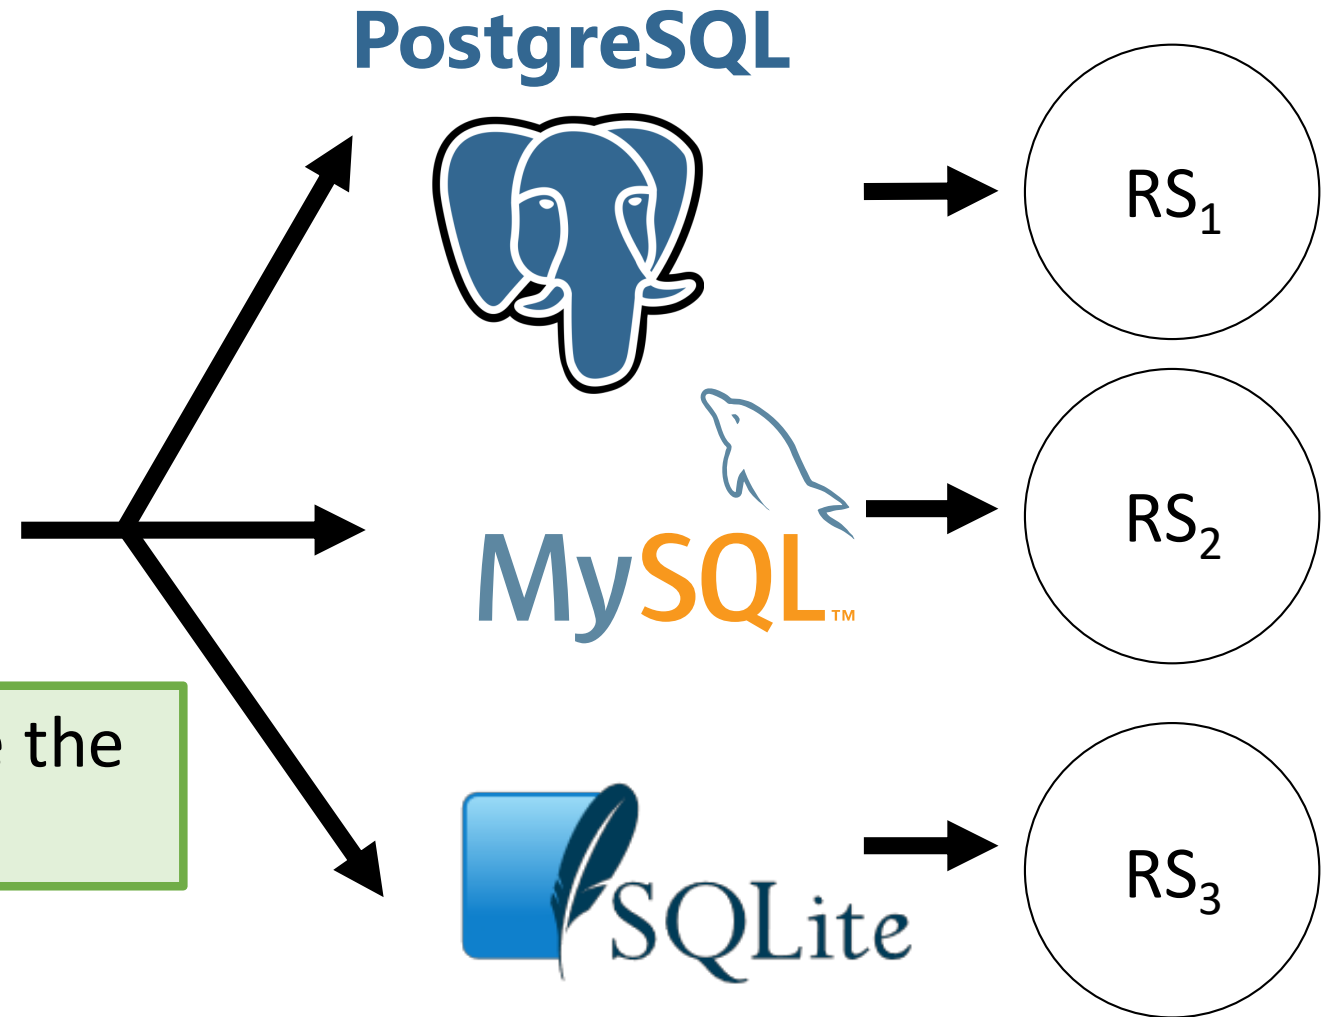 PostgreSQL
RS₁
MySQL™
RS₂
the
SQLite
RS₃